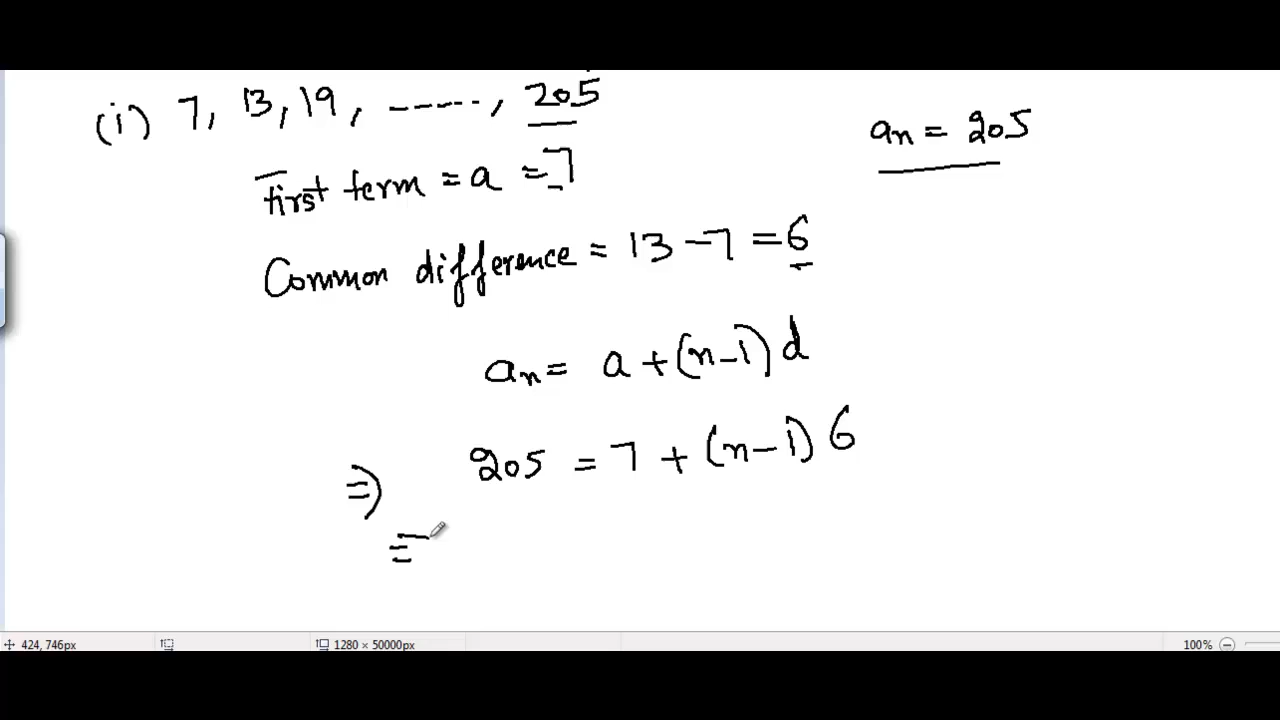 (i) 7, 13, 19, ------, 205
an = 205
First term = a = 7
Common difference = 13 - 7 = 6
an = a + (n-1) d
⇒ 205 = 7 + (n-1) 6
=
424, 746px 1280 × 50000px 100%